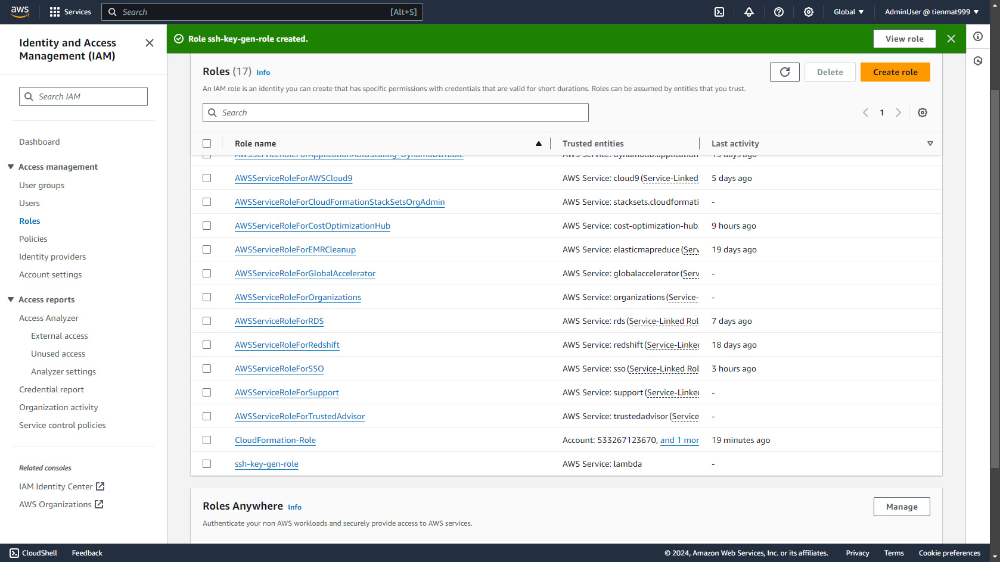 aws
Services
Search
[Alt+S]
Global
AdminUser @ tienmat999
Identity and Access
Management (IAM)
Search IAM
Dashboard
Access management
User groups
Users
Roles
Policies
Identity providers
Account settings
Access reports
Access Analyzer
External access
Unused access
Analyzer settings
Credential report
Organization activity
Service control policies
Related consoles
IAM Identity Center
AWS Organizations
Role ssh-key-gen-role created.
View role
Roles (17) Info
Delete
Create role
An IAM role is an identity you can create that has specific permissions with credentials that are valid for short durations. Roles can be assumed by entities that you trust.
Search
1
Role name Trusted entities Last activity
AWSServiceRoleForApplicationAutoScaling_DynamoDBTable AWS Service: dynamodb.application 15 days ago
AWSServiceRoleForAWSCloud9 AWS Service: cloud9 (Service-Linked 5 days ago
AWSServiceRoleForCloudFormationStackSetsOrgAdmin AWS Service: stacksets.cloudformati -
AWSServiceRoleForCostOptimizationHub AWS Service: cost-optimization-hub. 9 hours ago
AWSServiceRoleForEMRCleanup AWS Service: elasticmapreduce (Serv 19 days ago
AWSServiceRoleForGlobalAccelerator AWS Service: globalaccelerator (Serv -
AWSServiceRoleForOrganizations AWS Service: organizations (Service- -
AWSServiceRoleForRDS AWS Service: rds (Service-Linked Rol 7 days ago
AWSServiceRoleForRedshift AWS Service: redshift (Service-Linked 18 days ago
AWSServiceRoleForSSO AWS Service: sso (Service-Linked Rol 3 hours ago
AWSServiceRoleForSupport AWS Service: support (Service-Linked -
AWSServiceRoleForTrustedAdvisor AWS Service: trustedadvisor (Service -
CloudFormation-Role Account: 533267123670, and 1 mor 19 minutes ago
ssh-key-gen-role AWS Service: lambda -
Roles Anywhere Info
Manage
Authenticate your non AWS workloads and securely provide access to AWS services.
CloudShell
Feedback
© 2024, Amazon Web Services, Inc. or its affiliates.
Privacy
Terms
Cookie preferences